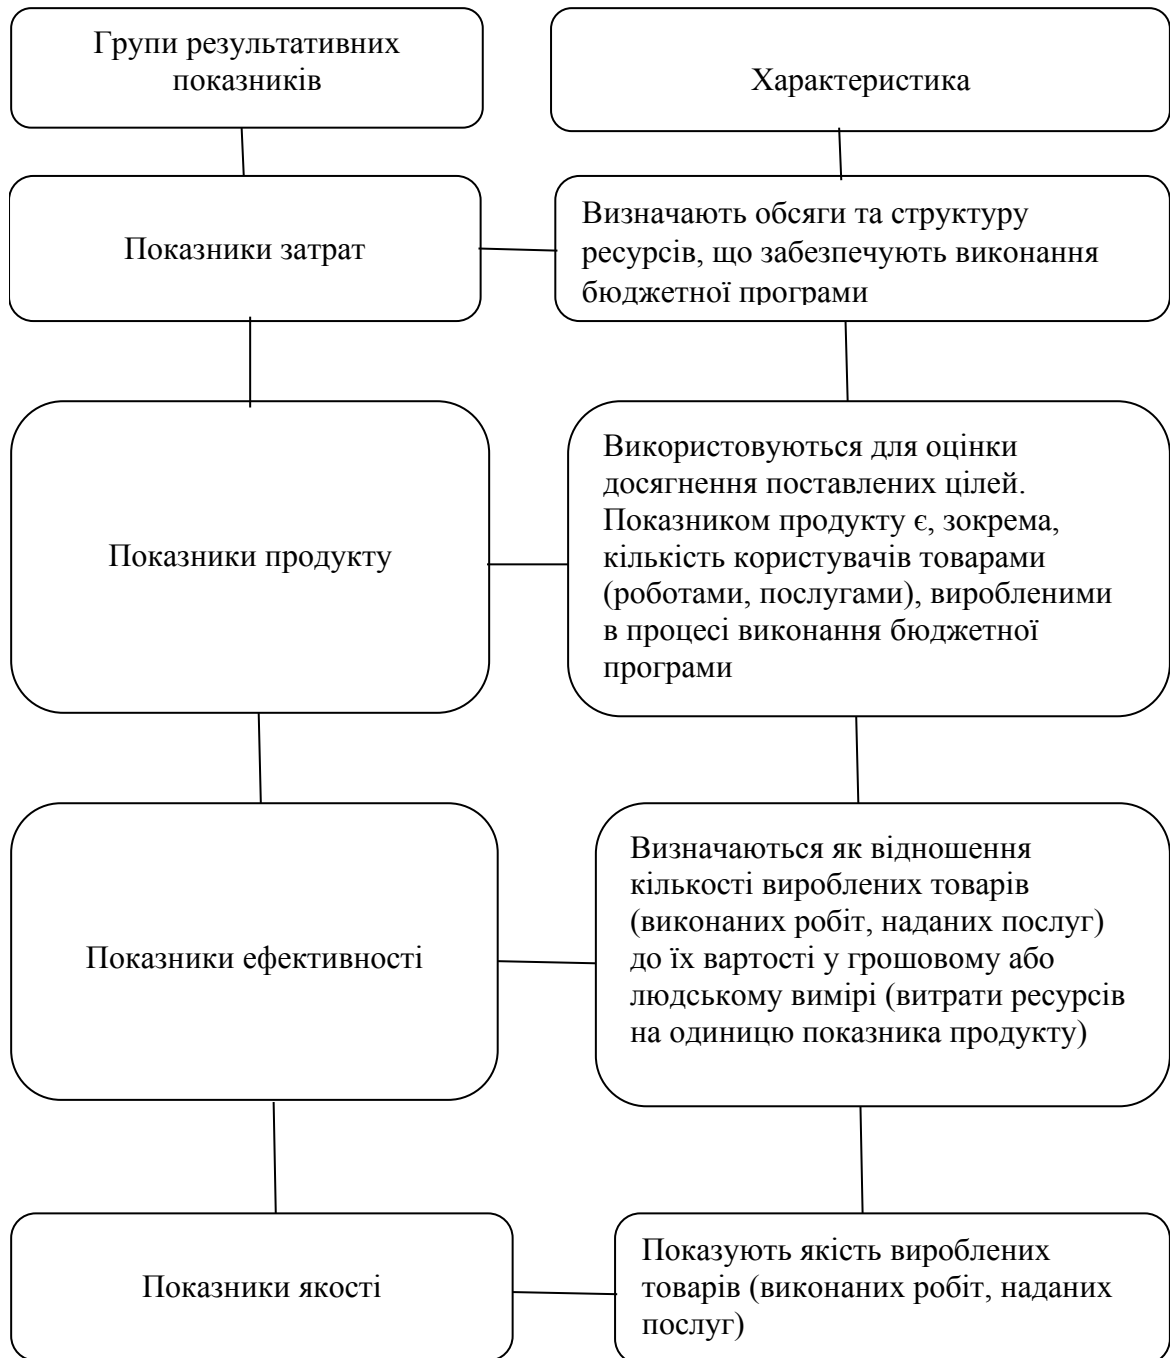 Групи результативних
показників
Характеристика
Показники затрат
Визначають обсяги та структуру
ресурсів, що забезпечують виконання
бюджетної програми
Показники продукту
Використовуються для оцінки
досягнення поставлених цілей.
Показником продукту є, зокрема,
кількість користувачів товарами
(роботами, послугами), виробленими
в процесі виконання бюджетної
програми
Показники ефективності
Визначаються як відношення
кількості вироблених товарів
(виконаних робіт, наданих послуг)
до їх вартості у грошовому або
людському вимірі (витрати ресурсів
на одиницю показника продукту)
Показники якості
Показують якість вироблених
товарів (виконаних робіт, наданих
послуг)